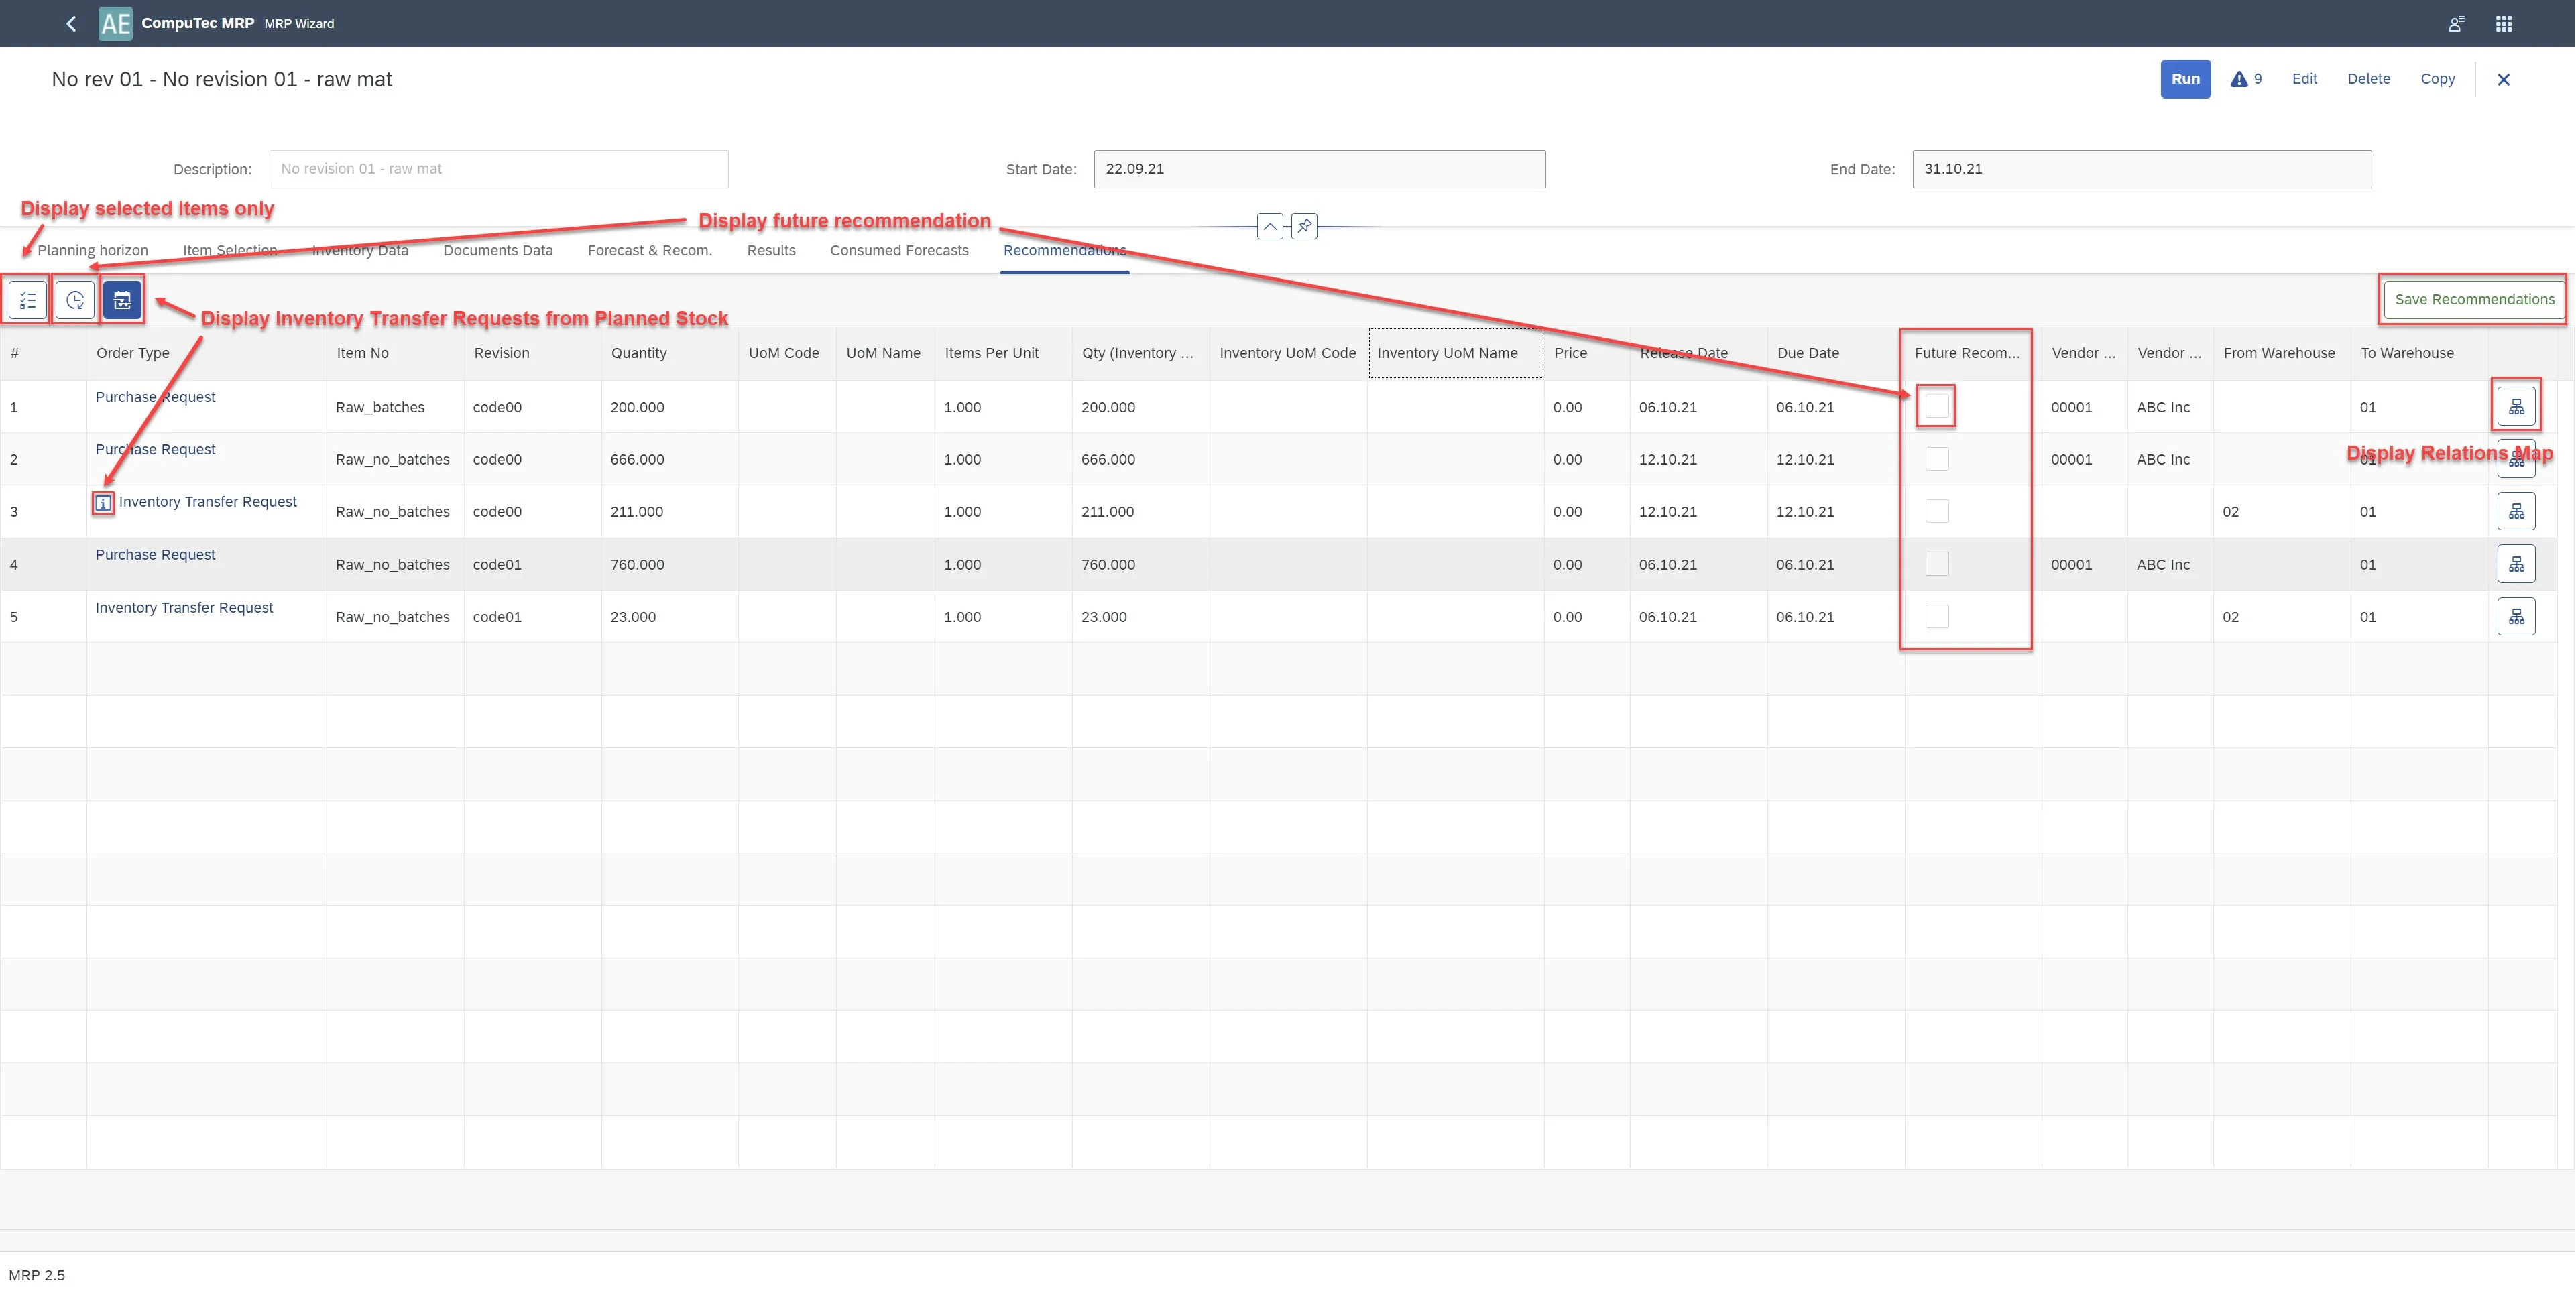 AE CompuTec MRP MRP Wizard
No rev 01 - No revision 01 - raw mat
Run 9 Edit Delete Copy
Description: No revision 01 - raw mat Start Date: 22.09.21 End Date: 31.10.21
Display selected Items only
Display future recommendation
Planning horizon Item Selection Inventory Data Documents Data Forecast & Recom. Results Consumed Forecasts Recommendations
Save Recommendations
Display Inventory Transfer Requests from Planned Stock
# Order Type Item No Revision Quantity UoM Code UoM Name Items Per Unit Qty (Inventory ... Inventory UoM Code Inventory UoM Name Price Release Date Due Date Future Recom... Vendor ... Vendor ... From Warehouse To Warehouse
1 Purchase Request Raw_batches code00 200.000 1.000 200.000 0.00 06.10.21 06.10.21 00001 ABC Inc 01
2 Purchase Request Raw_no_batches code00 666.000 1.000 666.000 0.00 12.10.21 12.10.21 00001 ABC Inc 01
Display Relations Map
3 Inventory Transfer Request Raw_no_batches code00 211.000 1.000 211.000 0.00 12.10.21 12.10.21 02 01
4 Purchase Request Raw_no_batches code01 760.000 1.000 760.000 0.00 06.10.21 06.10.21 00001 ABC Inc 01
5 Inventory Transfer Request Raw_no_batches code01 23.000 1.000 23.000 0.00 06.10.21 06.10.21 02 01
MRP 2.5